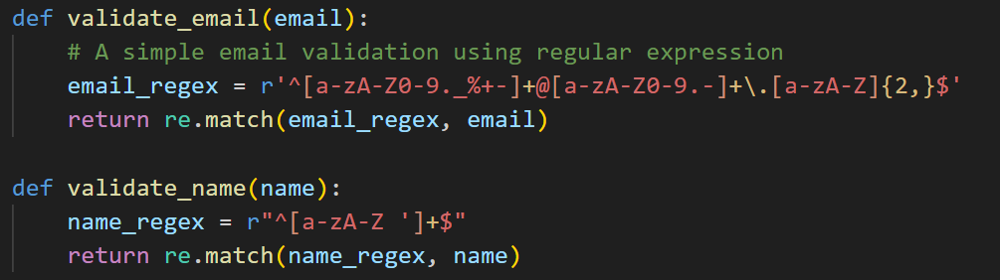 def validate_email(email):
    # A simple email validation using regular expression
    email_regex = r'^[a-zA-Z0-9._%+-]+@[a-zA-Z0-9.-]+\.[a-zA-Z]{2,}$'
    return re.match(email_regex, email)

def validate_name(name):
    name_regex = r"^[a-zA-Z ']+$"
    return re.match(name_regex, name)